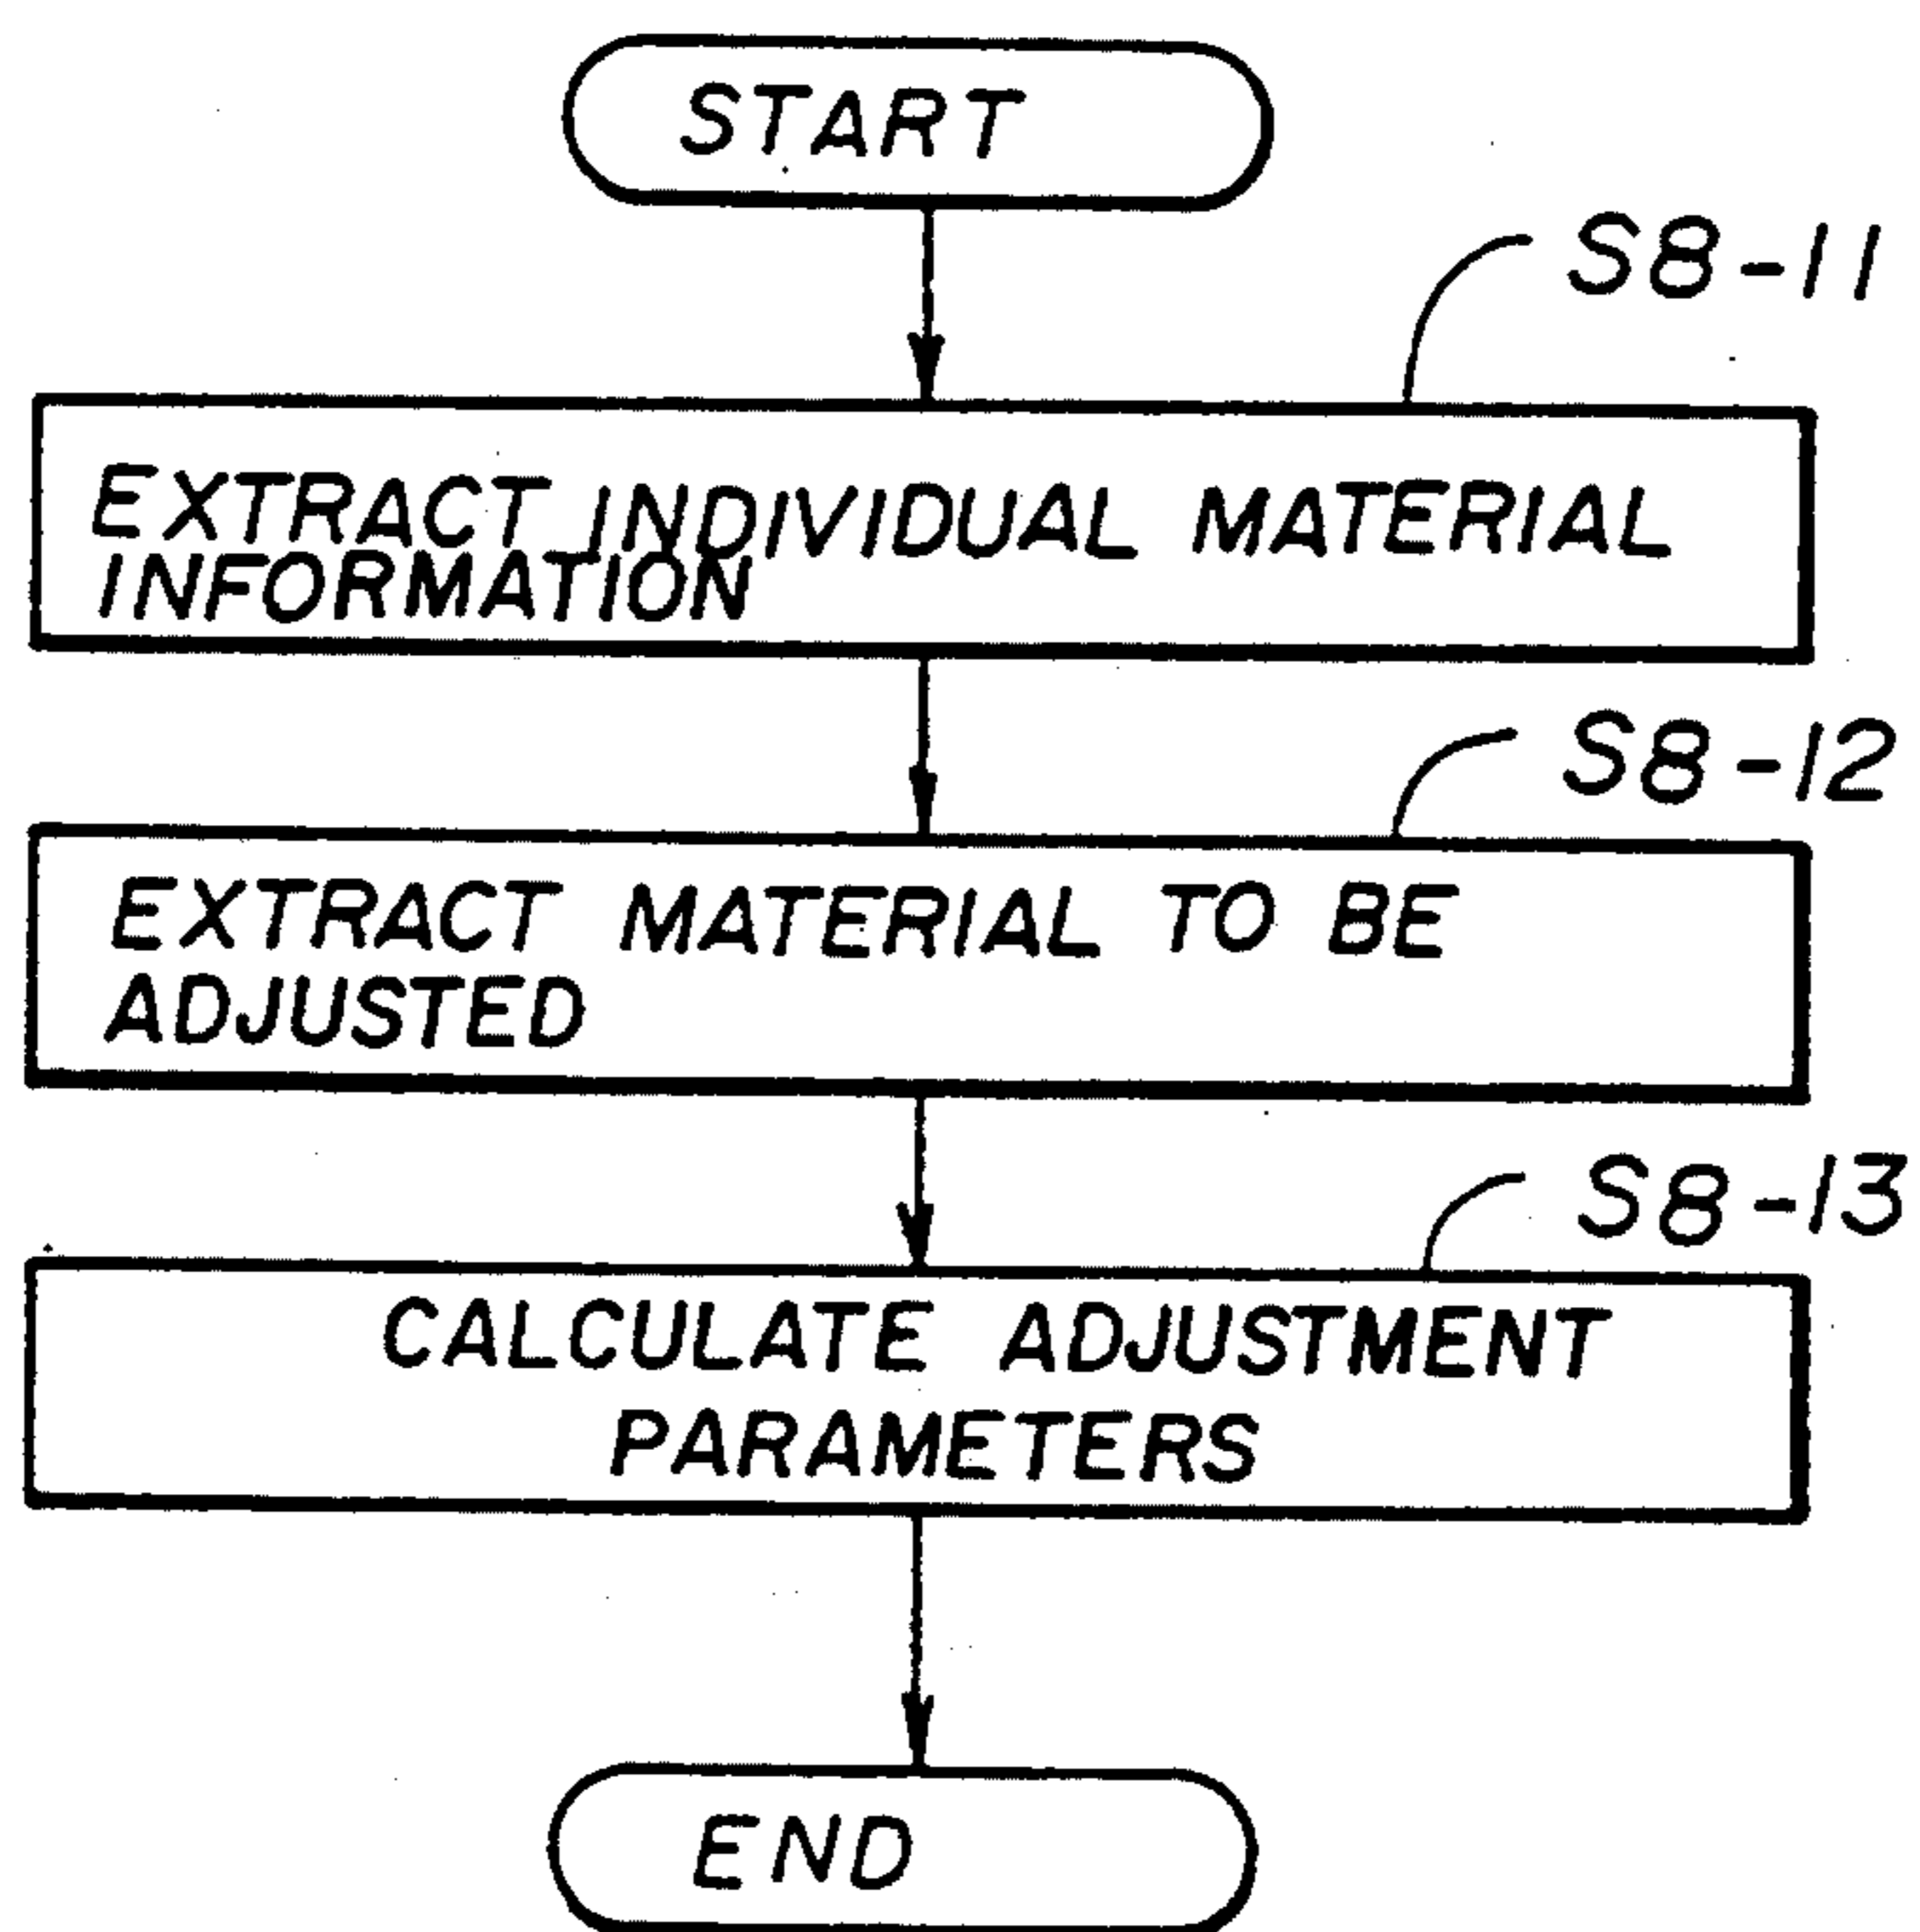 START
S8-11
EXTRACT INDIVIDUAL MATERIAL
INFORMATION
S8-12
EXTRACT MATERIAL TO BE
ADJUSTED
S8-13
CALCULATE ADJUSTMENT
PARAMETERS
END